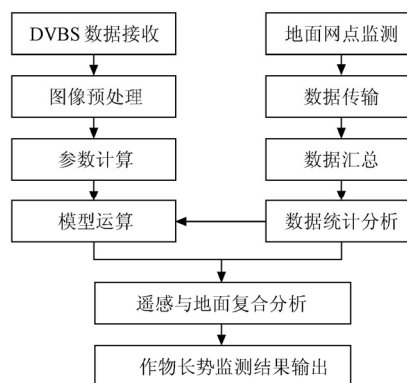 DVBS 数据接收
地面网点监测
图像预处理
数据传输
参数计算
数据汇总
模型运算
数据统计分析
遥感与地面复合分析
作物长势监测结果输出